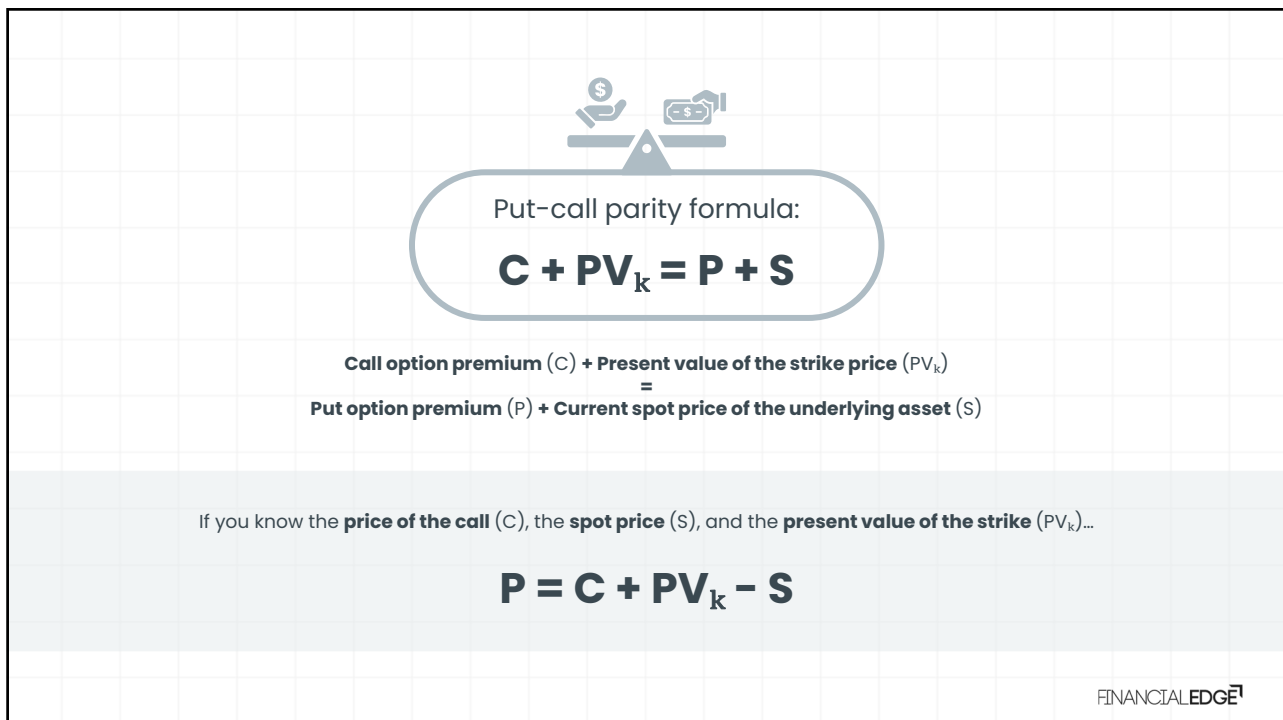 $ $
Put-call parity formula:
C + PVₖ = P + S
Call option premium (C) + Present value of the strike price (PVₖ)
=
Put option premium (P) + Current spot price of the underlying asset (S)
If you know the price of the call (C), the spot price (S), and the present value of the strike (PVₖ)...
P = C + PVₖ – S
FINANCIALEDGE